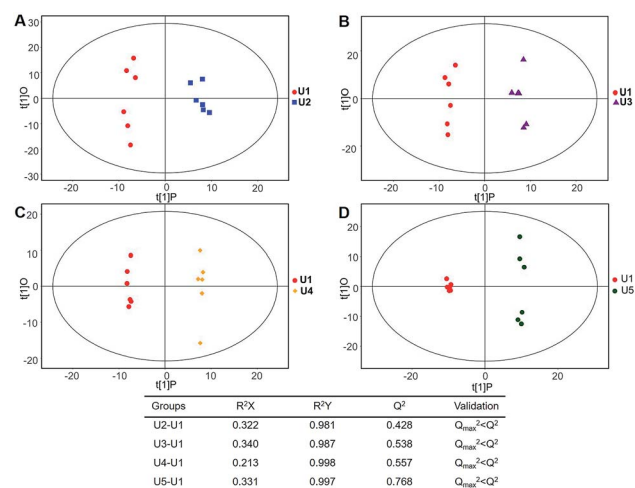 A
30
20
10
0
-10
-20
-30
t[1]O
-20
-10
0
10
20
t[1]P
U1
U2
B
20
0
-20
t[1]O
-20
-10
0
10
20
t[1]P
U1
U3
C
20
10
0
-10
-20
t[1]O
-20
-10
0
10
20
t[1]P
U1
U4
D
20
10
0
-10
-20
t[1]O
-30
-20
-10
0
10
20
30
t[1]P
U1
U5
Groups R²X R²Y Q² Validation
U2-U1 0.322 0.981 0.428 Qmax²<Q²
U3-U1 0.340 0.987 0.538 Qmax²<Q²
U4-U1 0.213 0.998 0.557 Qmax²<Q²
U5-U1 0.331 0.997 0.768 Qmax²<Q²